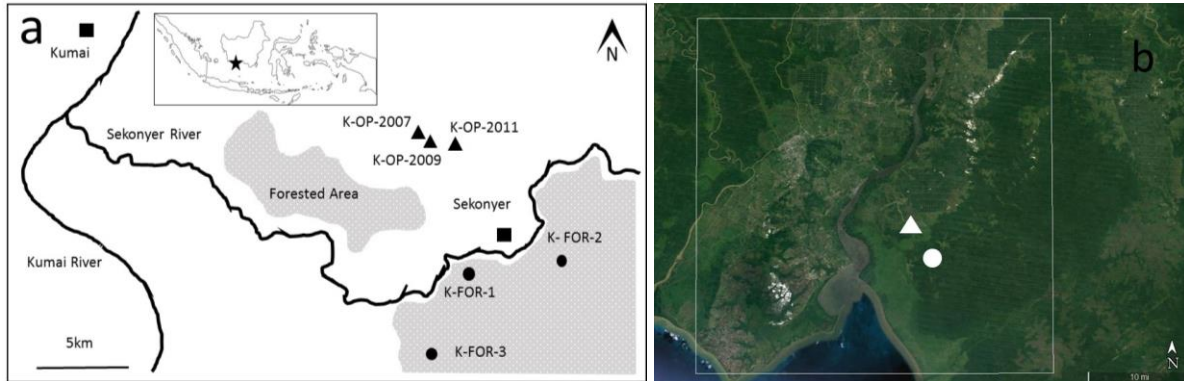 a
Kumai
N
Sekonyer River
K-OP-2007
K-OP-2011
K-OP-2009
Forested Area
Sekonyer
K- FOR-2
Kumai River
K-FOR-1
5km
K-FOR-3
b
N
10 mi